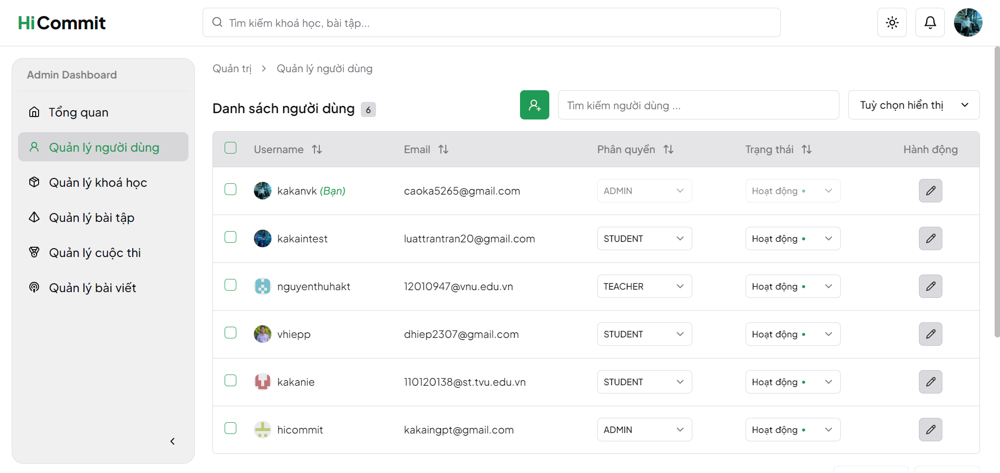 HiCommit
Tìm kiếm khoá học, bài tập...
Admin Dashboard
Tổng quan
Quản lý người dùng
Quản lý khoá học
Quản lý bài tập
Quản lý cuộc thi
Quản lý bài viết
Quản trị > Quản lý người dùng
Danh sách người dùng 6
Tìm kiếm người dùng ...
Tuỳ chọn hiển thị
Username Email Phân quyền Trạng thái Hành động
kakanvk (Bạn) caoka5265@gmail.com ADMIN Hoạt động
kakaintest luattrantran20@gmail.com STUDENT Hoạt động
nguyenthuhakt 12010947@vnu.edu.vn TEACHER Hoạt động
vhiepp dhiep2307@gmail.com STUDENT Hoạt động
kakanie 110120138@st.tvu.edu.vn STUDENT Hoạt động
hicommit kakaingpt@gmail.com ADMIN Hoạt động